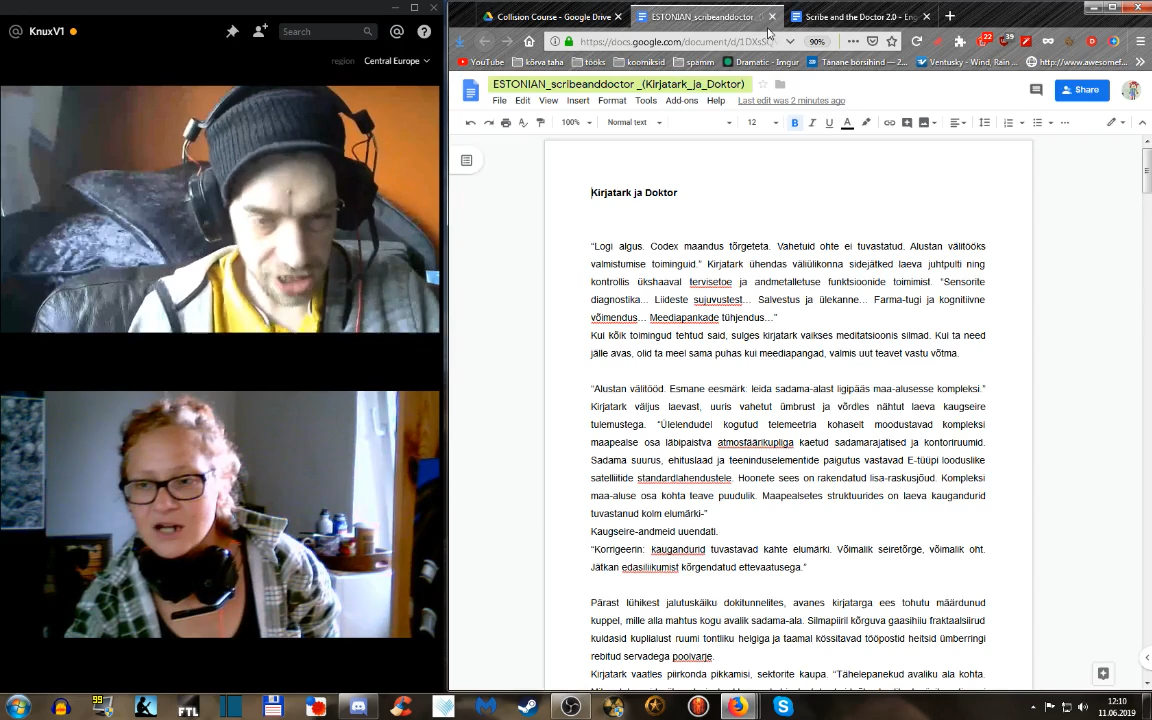 KnuxV1
Search
region
Central Europe
Collision Course - Google Drive
ESTONIAN_scribeanddoctor
Scribe and the Doctor 2.0 - Eng
https://docs.google.com/document/d/1DXs
90%
22
39
YouTube
kõrva taha
tööks
koomiksid
spämm
Dramatic - Imgur
Tänane börsihind —
Ventusky - Wind, Rain
http://www.awesomef
ESTONIAN_scribeanddoctor _(Kirjatark_ja_Doktor)
File Edit View Insert Format Tools Add-ons Help Last edit was 2 minutes ago
Share
100% Normal text 12 B I U A
Kirjatark ja Doktor
“Logi algus. Codex maandus tõrgeteta. Vahetuid ohte ei tuvastatud. Alustan välitööks
valmistumise toiminguid.” Kirjatark ühendas väliülikonna sidejätked laeva juhtpulti ning
kontrollis ükshaaval tervisetoe ja andmetalletuse funktsioonide toimimist. “Sensorite
diagnostika... Liideste sujuvustest... Salvestus ja ülekanne... Farma-tugi ja kognitiivne
võimendus... Meediapankade tühjendus...”
Kui kõik toimingud tehtud said, sulges kirjatark vaikses meditatsioonis silmad. Kui ta need
jälle avas, olid ta meel sama puhas kui meediapangad, valmis uut teavet vastu võtma.
“Alustan välitööd. Esmane eesmärk: leida sadama-alast ligipääs maa-alusesse kompleksi.”
Kirjatark väljus laevast, uuris vahetut ümbrust ja võrdles nähtut laeva kaugseire
tulemustega. “Ülelendudel kogutud telemeetria kohaselt moodustavad kompleksi
maapealse osa läbipaistva atmosfäärikupliga kaetud sadamarajatised ja kontoriruumid.
Sadama suurus, ehituslaad ja teeninduselementide paigutus vastavad E-tüüpi looduslike
satelliitide standardlahendustele. Hoonete sees on rakendatud lisa-raskusjõud. Kompleksi
maa-aluse osa kohta teave puudulik. Maapealsetes struktuurides on laeva kaugandurid
tuvastanud kolm elumärki-”
Kaugseire-andmeid uuendati.
“Korrigeerin: kaugandurid tuvastavad kahte elumärki. Võimalik seiretõrge, võimalik oht.
Jätkan edasiliikumist kõrgendatud ettevaatusega.”
Pärast lühikest jalutuskäiku dokitunnelites, avanes kirjatarga ees tohutu määrdunud
kuppel, mille alla mahtus kogu avalik sadama-ala. Silmapiiril kõrguva gaasihiiu fraktaalsiirud
kuldasid kuplialust ruumi tontliku helgiga ja taamal kössitavad tööpostid heitsid ümberringi
rebitud servadega poolvarje.
Kirjatark vaatles piirkonda pikkamisi, sektorite kaupa. “Tähelepanekud avaliku ala kohta.
99
FTL
12:10
11.06.2019